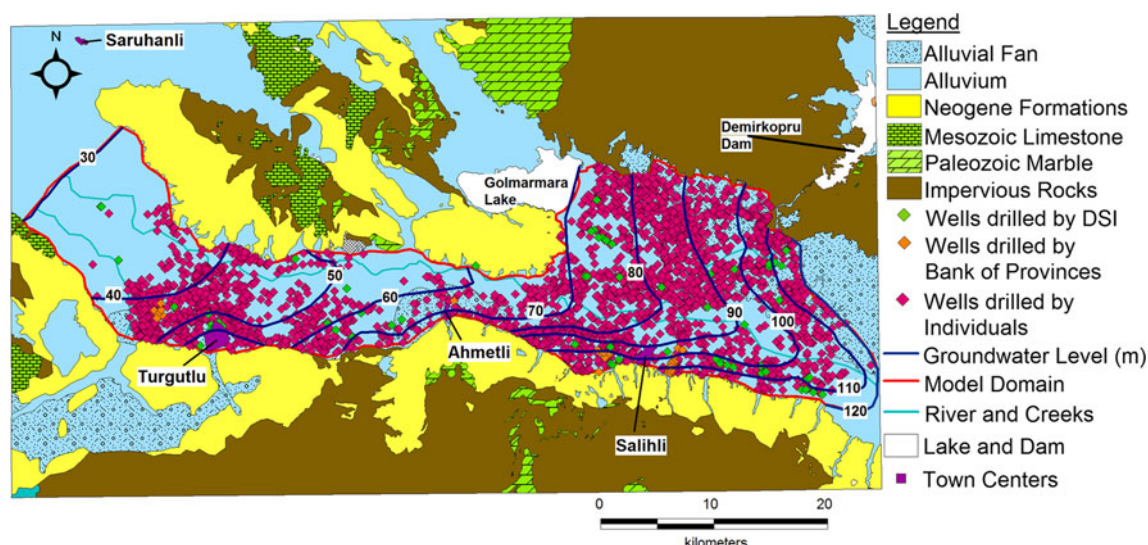 N
Saruhanli
Demirkopru
Dam
Golmarmara
Lake
30
40
50
60
70
80
90
100
110
120
Turgutlu
Ahmetli
Salihli
0 10 20
kilometers
Legend
Alluvial Fan
Alluvium
Neogene Formations
Mesozoic Limestone
Paleozoic Marble
Impervious Rocks
Wells drilled by DSI
Wells drilled by
Bank of Provinces
Wells drilled by
Individuals
Groundwater Level (m)
Model Domain
River and Creeks
Lake and Dam
Town Centers